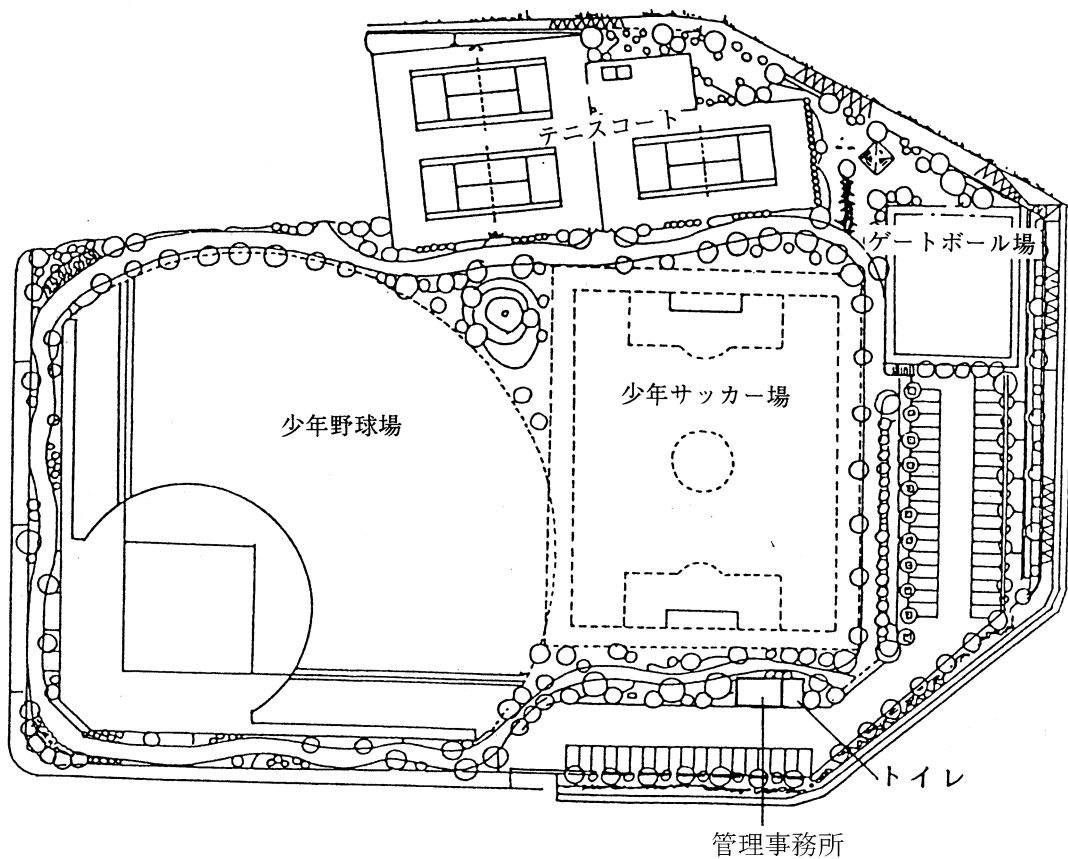 テニスコート
ゲートボール場
少年サッカー場
少年野球場
トイレ
管理事務所